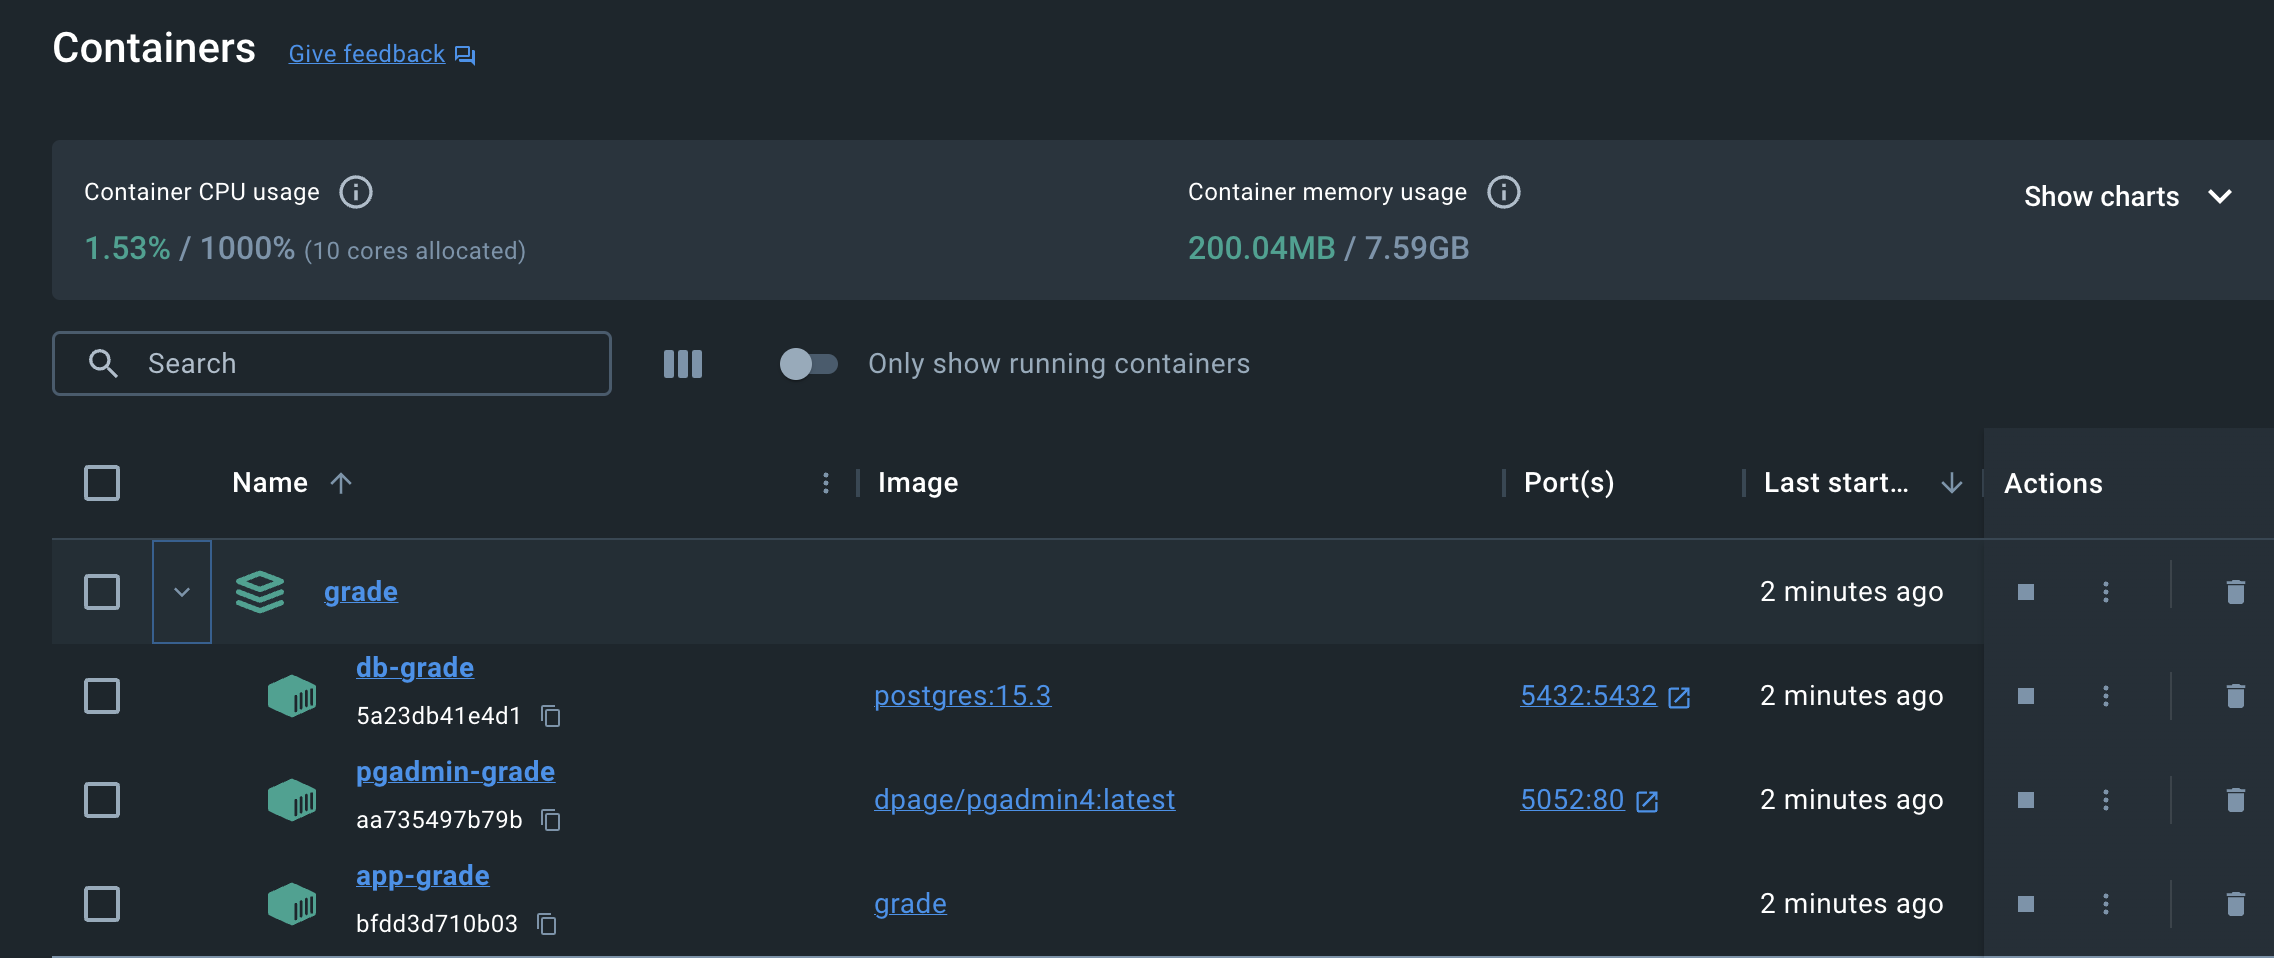 Containers Give feedback
Container CPU usage
1.53% / 1000% (10 cores allocated)
Container memory usage
200.04MB / 7.59GB
Show charts
Search
Only show running containers
Name Image Port(s) Last start... Actions
grade 2 minutes ago
db-grade
5a23db41e4d1
postgres:15.3 5432:5432 2 minutes ago
pgadmin-grade
aa735497b79b
dpage/pgadmin4:latest 5052:80 2 minutes ago
app-grade
bfdd3d710b03
grade 2 minutes ago